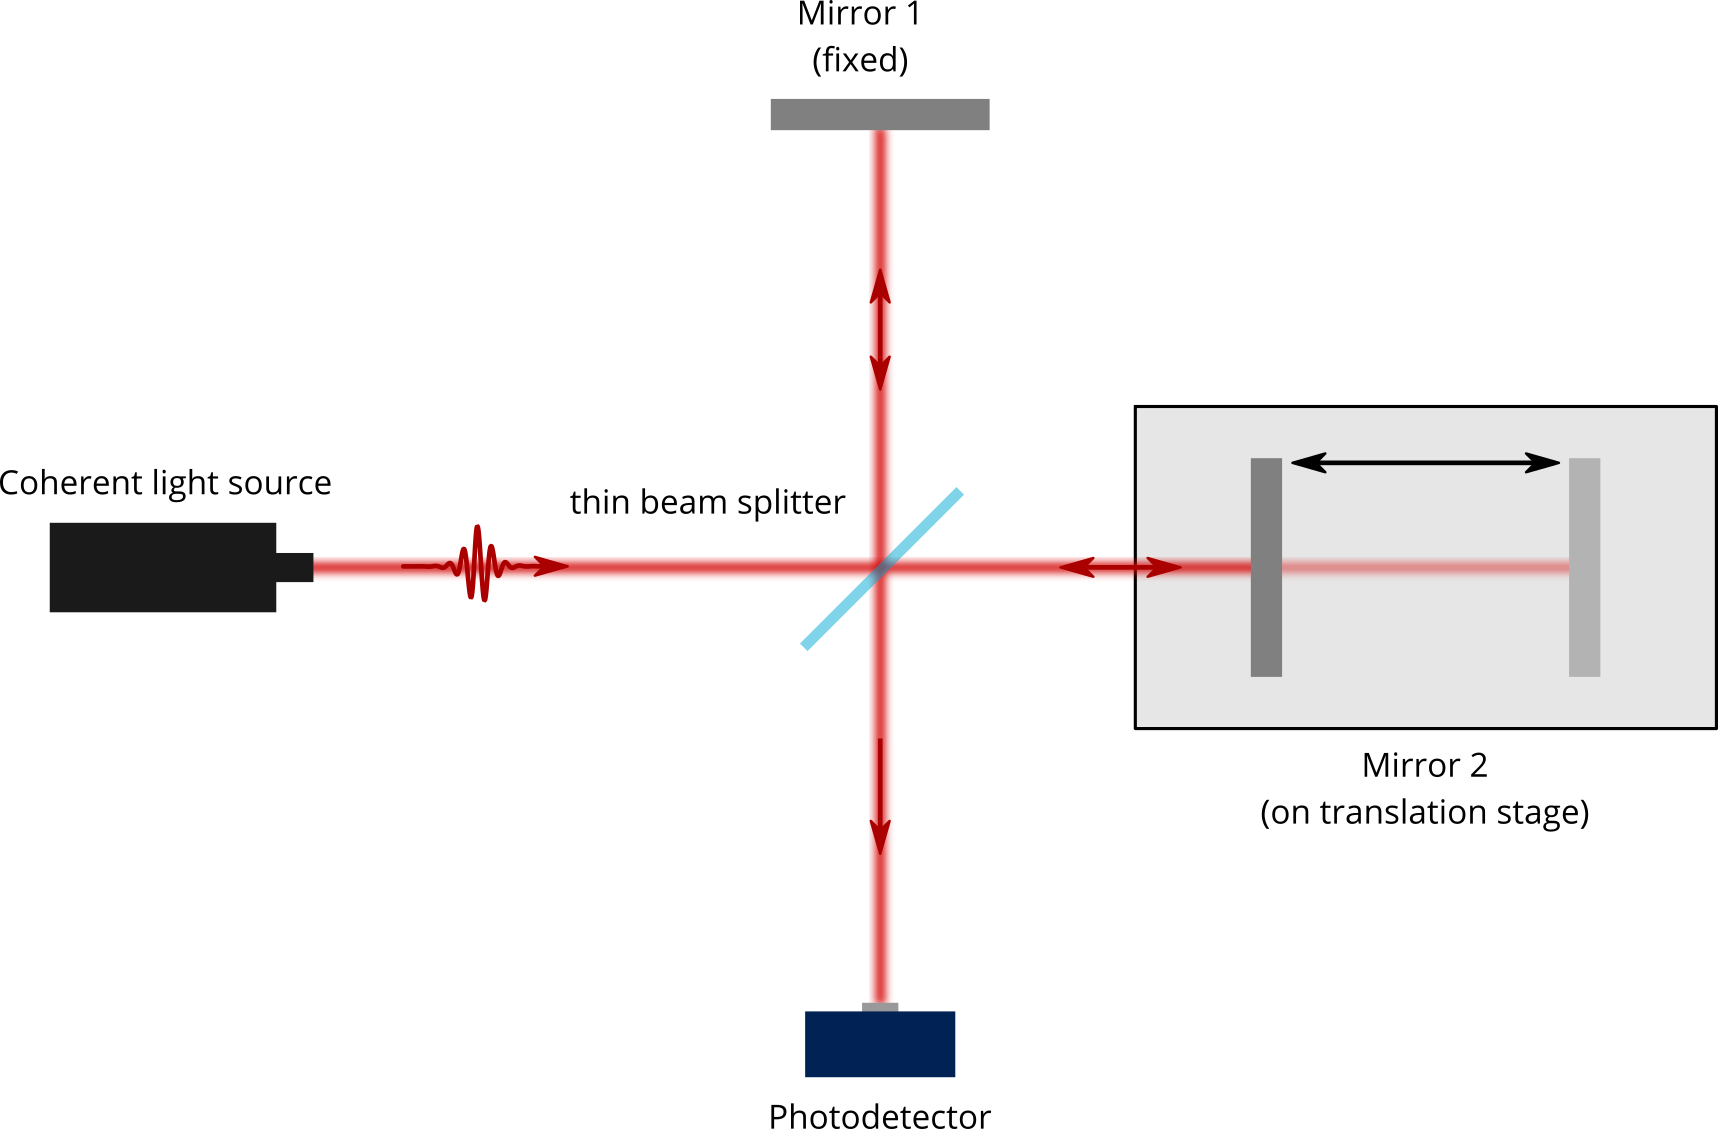 Mirror 1
(fixed)
Coherent light source
thin beam splitter
Mirror 2
(on translation stage)
Photodetector